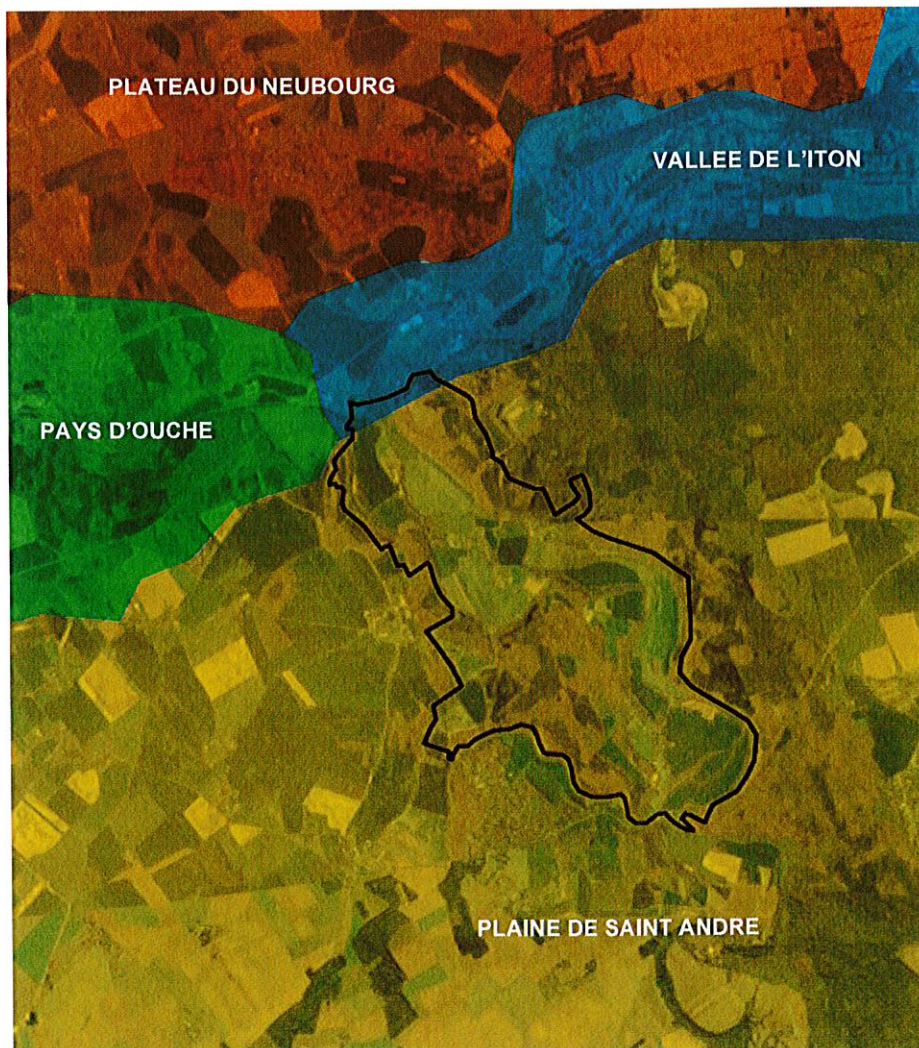 PLATEAU DU NEUBOURG
VALLEE DE L'ITON
PAYS D'OUCHE
PLAINE DE SAINT ANDRE